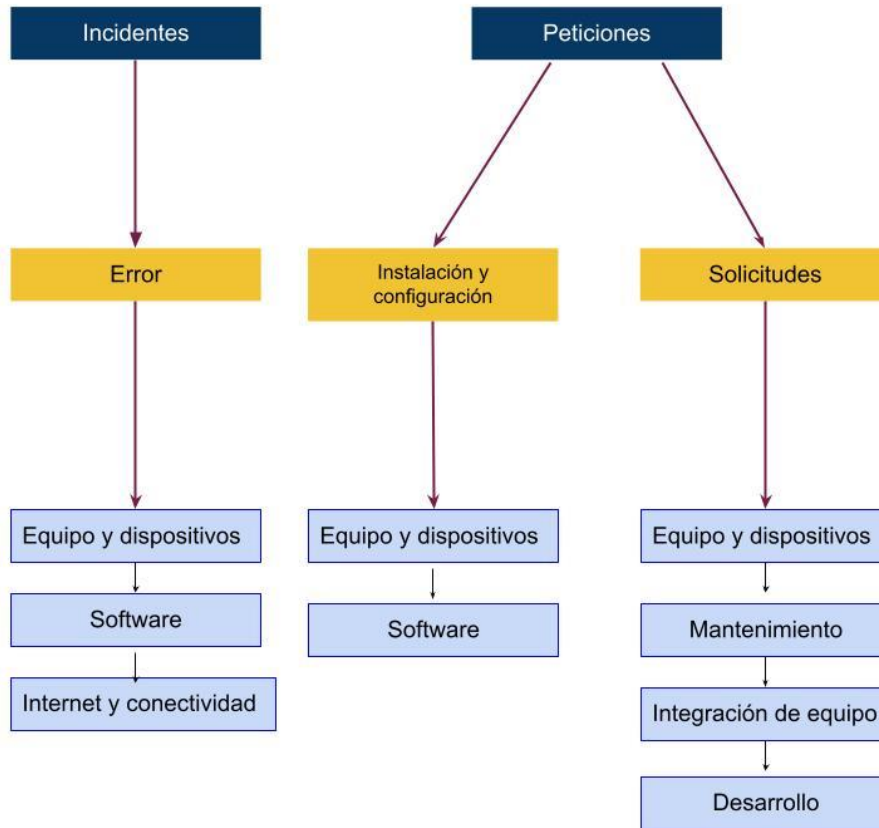 Incidentes
Peticiones
Error
Instalación y
configuración
Solicitudes
Equipo y dispositivos
Equipo y dispositivos
Equipo y dispositivos
Software
Software
Mantenimiento
Internet y conectividad
Integración de equipo
Desarrollo